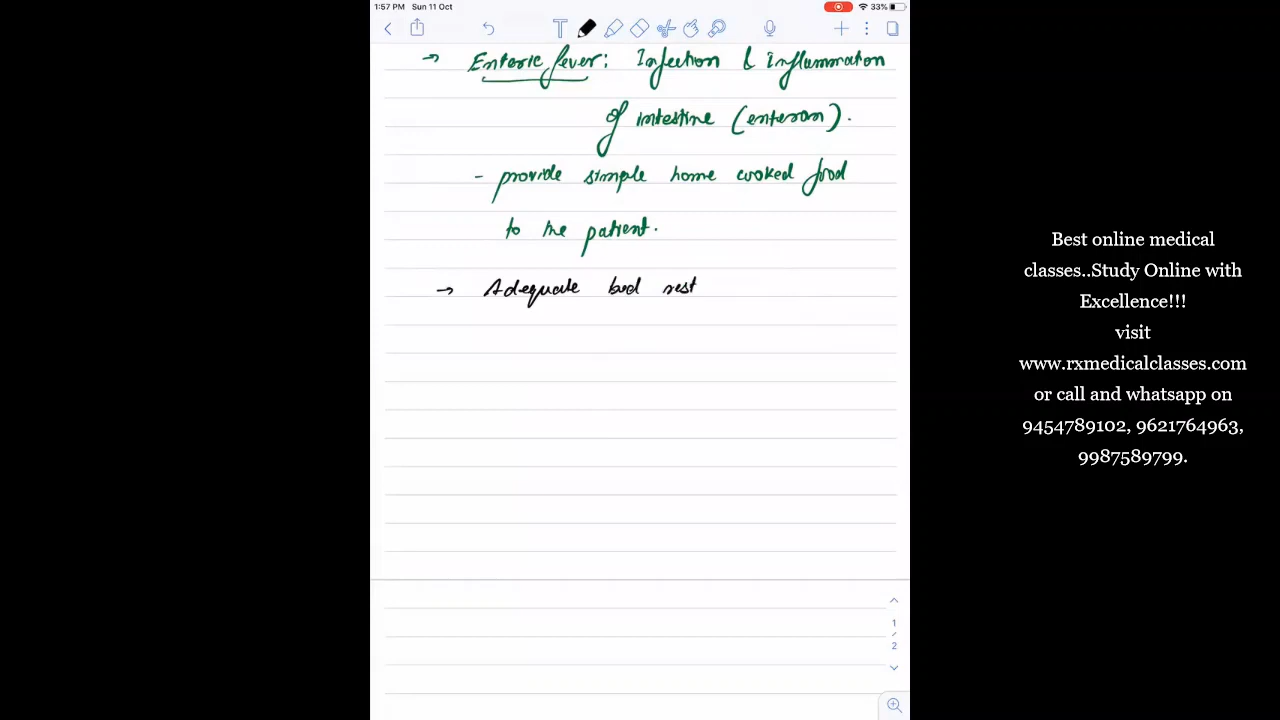 1:57 PM Sun 11 Oct 33%
→ Enteric fever: Infection & inflammation
of intestine (enteron).
- provide simple home cooked food
to the patient.
→ Adequate bed rest
1
/
2
Best online medical
classes..Study Online with
Excellence!!!
visit
www.rxmedicalclasses.com
or call and whatsapp on
9454789102, 9621764963,
9987589799.